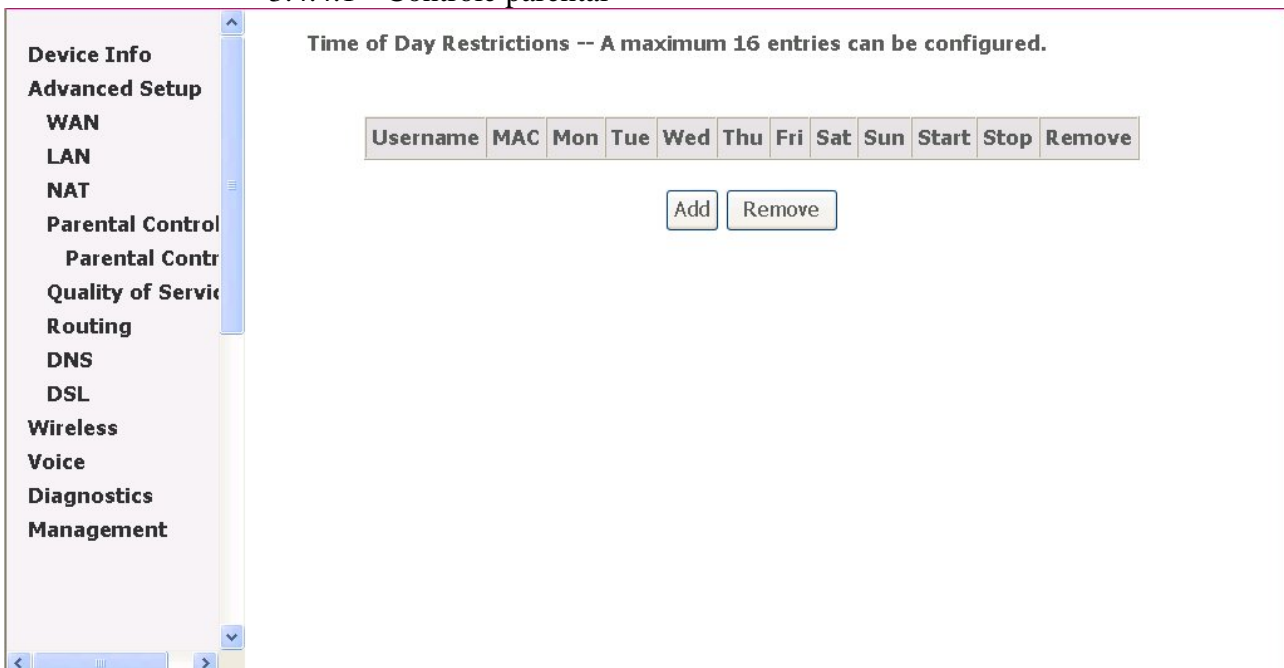 Device Info
Advanced Setup
WAN
LAN
NAT
Parental Control
Parental Contr
Quality of Servic
Routing
DNS
DSL
Wireless
Voice
Diagnostics
Management
Time of Day Restrictions -- A maximum 16 entries can be configured.
Username MAC Mon Tue Wed Thu Fri Sat Sun Start Stop Remove
Add Remove